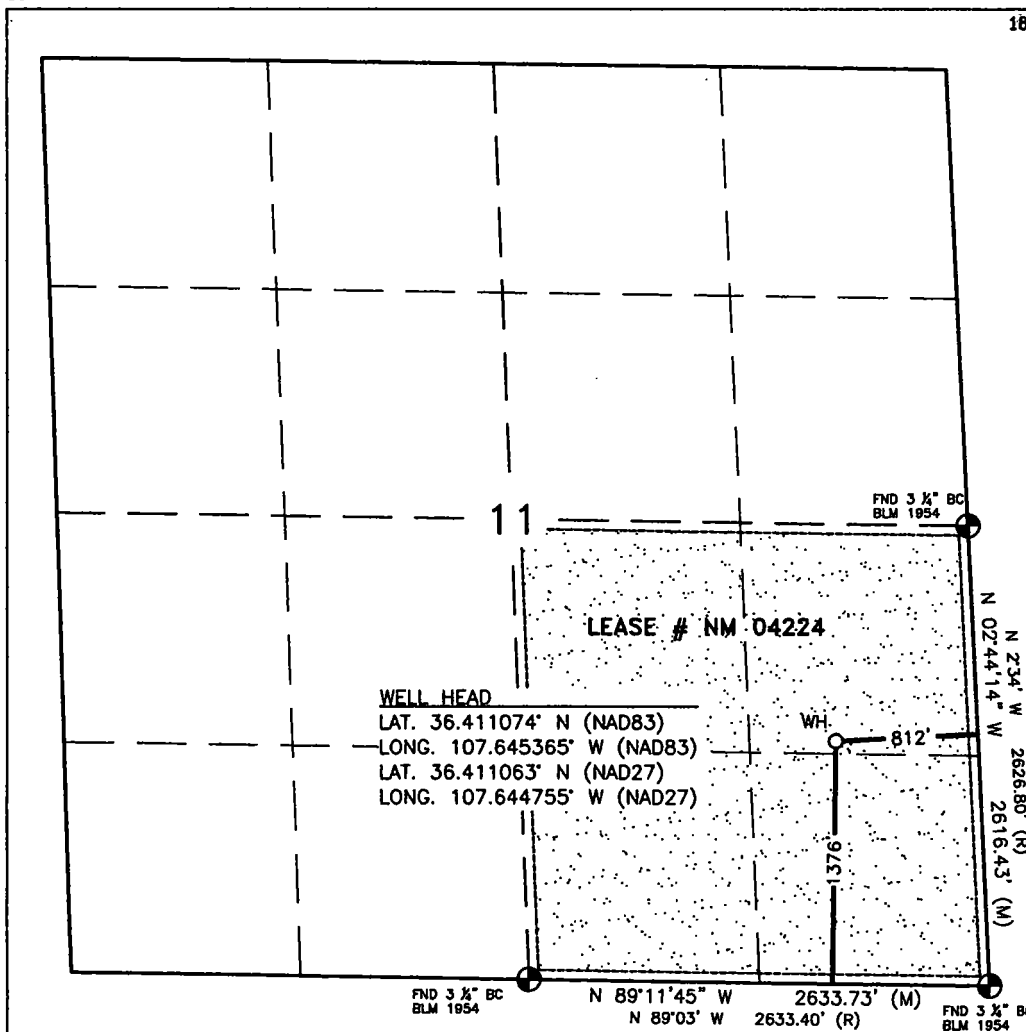 18
FND 3 ¼" BC
BLM 1954
11
LEASE # NM 04224
N 2°34' W 2626.80' (R)
N 02°44'14" W 2616.43' (M)
WELL HEAD
LAT. 36.411074° N (NAD83)
LONG. 107.645365° W (NAD83)
LAT. 36.411063° N (NAD27)
LONG. 107.644755° W (NAD27)
WH
812'
1376'
FND 3 ¼" BC
BLM 1954
N 89°11'45" W 2633.73' (M)
N 89°03' W 2633.40' (R)
FND 3 ¼" BC
BLM 1954